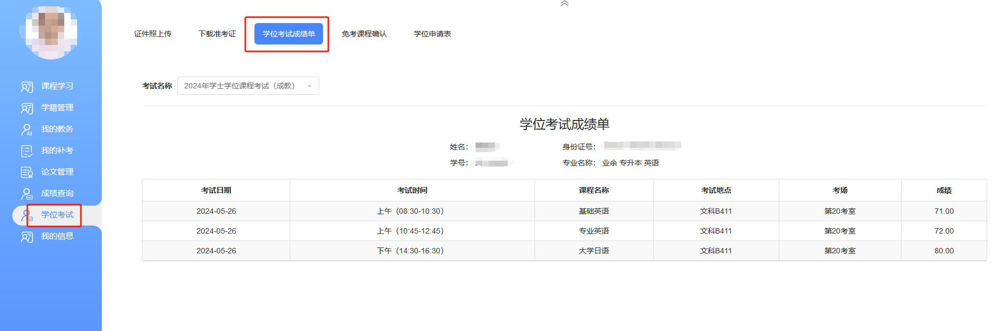 证件照上传 下载准考证 学位考试成绩单 免考课程确认 学位申请表
课程学习
学籍管理
我的教务
我的补考
论文管理
成绩查询
学位考试
我的信息
考试名称 2024年学士学位课程考试（成教）
学位考试成绩单
姓名： 身份证号：
学号： 专业名称： 业余 专升本 英语
考试日期 考试时间 课程名称 考试地点 考场 成绩
2024-05-26 上午（08:30-10:30） 基础英语 文科B411 第20考室 71.00
2024-05-26 上午（10:45-12:45） 专业英语 文科B411 第20考室 72.00
2024-05-26 下午（14:30-16:30） 大学日语 文科B411 第20考室 80.00